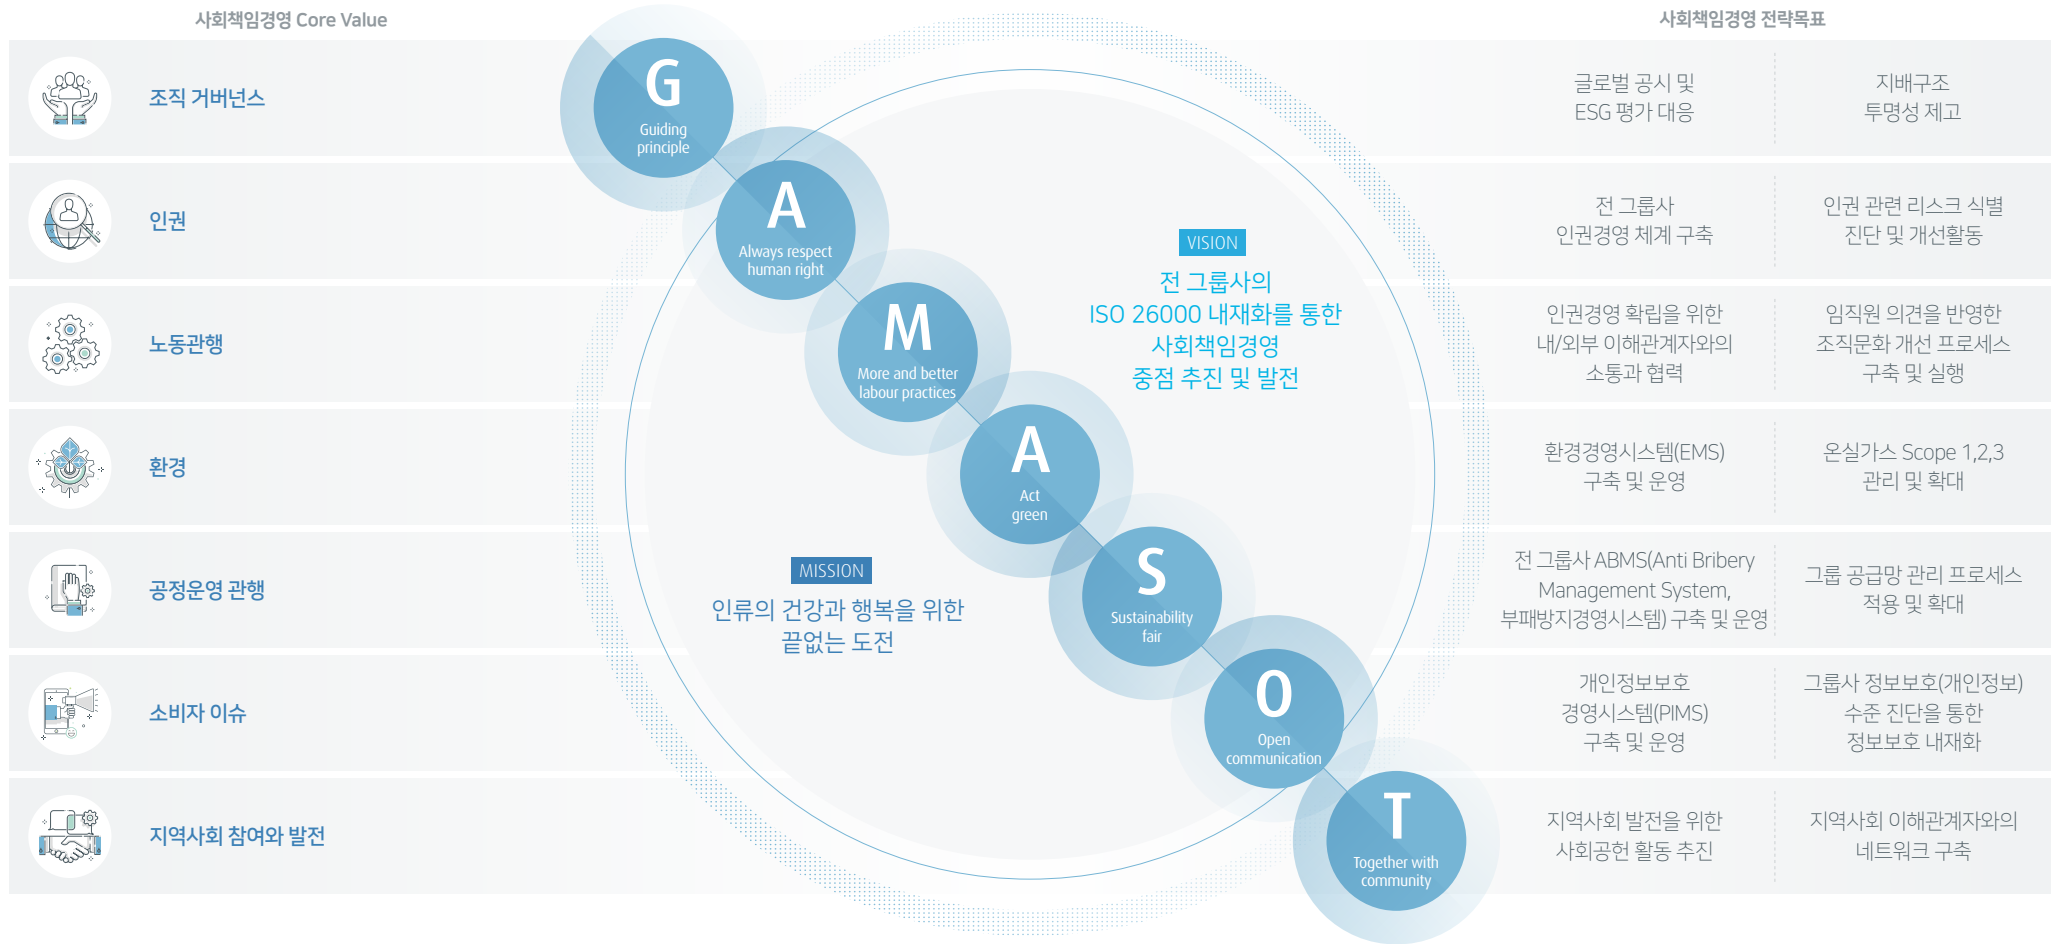 사회책임경영 Core Value
사회책임경영 전략목표
조직 거버넌스
G
Guiding
principle
글로벌 공시 및
ESG 평가 대응
지배구조
투명성 제고
인권
A
Always respect
human right
전 그룹사
인권경영 체계 구축
인권 관련 리스크 식별
진단 및 개선활동
VISION
전 그룹사의
ISO 26000 내재화를 통한
사회책임경영
중점 추진 및 발전
노동관행
M
More and better
labour practices
인권경영 확립을 위한
내/외부 이해관계자와의
소통과 협력
임직원 의견을 반영한
조직문화 개선 프로세스
구축 및 실행
환경
A
Act
green
환경경영시스템(EMS)
구축 및 운영
온실가스 Scope 1,2,3
관리 및 확대
MISSION
인류의 건강과 행복을 위한
끝없는 도전
공정운영 관행
S
Sustainability
fair
전 그룹사 ABMS(Anti Bribery
Management System,
부패방지경영시스템) 구축 및 운영
그룹 공급망 관리 프로세스
적용 및 확대
소비자 이슈
O
Open
communication
개인정보보호
경영시스템(PIMS)
구축 및 운영
그룹사 정보보호(개인정보)
수준 진단을 통한
정보보호 내재화
지역사회 참여와 발전
T
Together with
community
지역사회 발전을 위한
사회공헌 활동 추진
지역사회 이해관계자와의
네트워크 구축